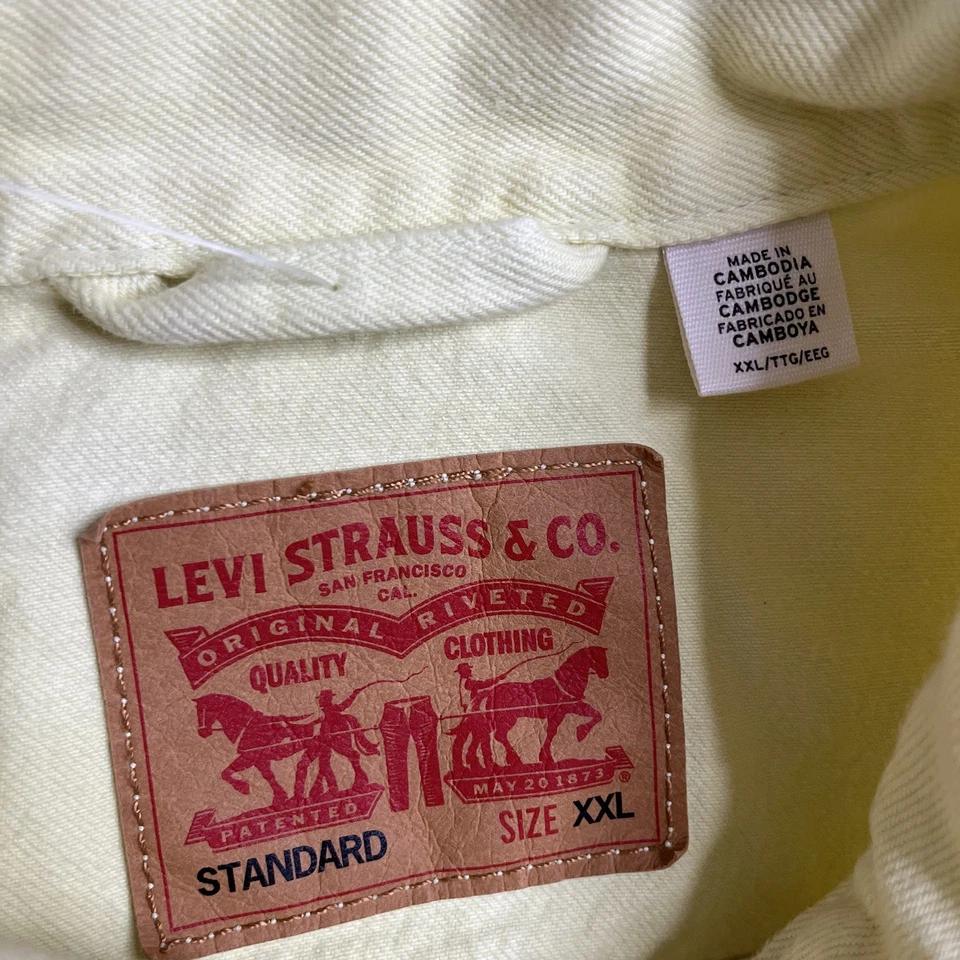 MADE IN
CAMBODIA
FABRIQUÉ AU
CAMBODGE
FABRICADO EN
CAMBOYA
XXL/TTG/EEG
LEVI STRAUSS & CO.
SAN FRANCISCO
CAL.
ORIGINAL RIVETED
QUALITY CLOTHING
PATENTED MAY 20 1873 ®
STANDARD SIZE XXL